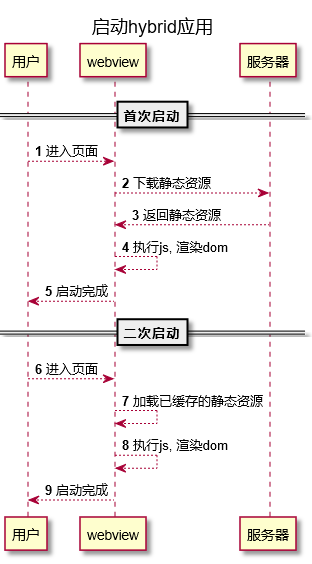 启动hybrid应用
用户 webview 服务器
首次启动
1 进入页面
2 下载静态资源
3 返回静态资源
4 执行js, 渲染dom
5 启动完成
二次启动
6 进入页面
7 加载已缓存的静态资源
8 执行js, 渲染dom
9 启动完成
用户 webview 服务器